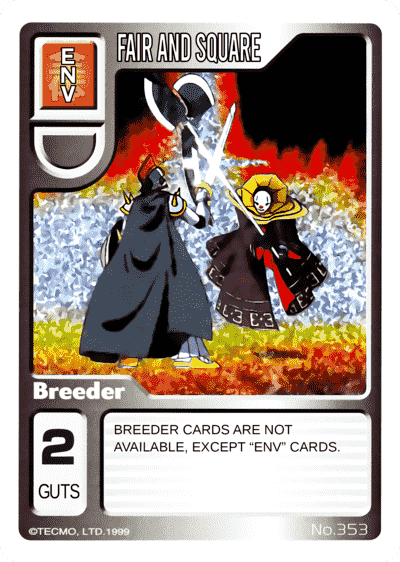 ENV
FAIR AND SQUARE
Breeder
2
GUTS
BREEDER CARDS ARE NOT
AVAILABLE, EXCEPT “ENV” CARDS.
©TECMO, LTD.1999
No.353